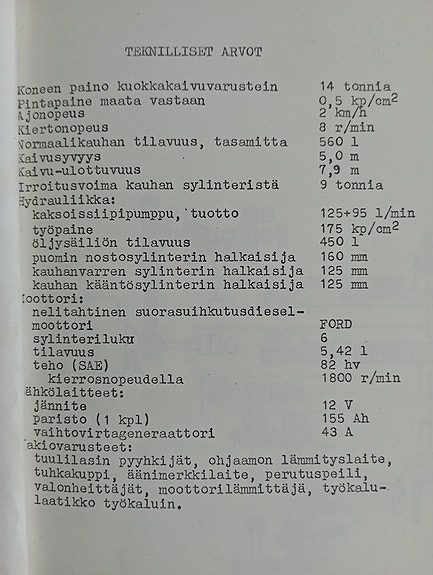 TEKNILLISET ARVOT
Koneen paino kuokkakaivuvarustein 14 tonnia
Pintapaine maata vastaan 0,5 kp/cm2
Ajonopeus 2 km/h
Kiertonopeus 8 r/min
Normaalikauhan tilavuus, tasamitta 560 l
Kaivusyvyys 5,0 m
Kaivu-ulottuvuus 7,9 m
Irroitusvoima kauhan sylinteristä 9 tonnia
Hydrauliikka:
kaksoissiipipumppu, tuotto 125+95 l/min
työpaine 175 kp/cm2
öljysäiliön tilavuus 450 l
puomin nostosylinterin halkaisija 160 mm
kauhanvarren sylinterin halkaisija 125 mm
kauhan kääntösylinterin halkaisija 125 mm
Moottori:
nelitahtinen suorasuihkutusdiesel-
moottori FORD
sylinteriluku 6
tilavuus 5,42 l
teho (SAE) 82 hv
kierrosnopeudella 1800 r/min
ähkölaitteet:
jännite 12 V
paristo (1 kpl) 155 Ah
vaihtovirtageneraattori 43 A
akiovarusteet:
tuulilasin pyyhkijät, ohjaamon lämmityslaite,
tuhkakuppi, äänimerkkilaite, perutuspeili,
valonheittäjät, moottorilämmittäjä, työkalu-
laatikko työkaluin.